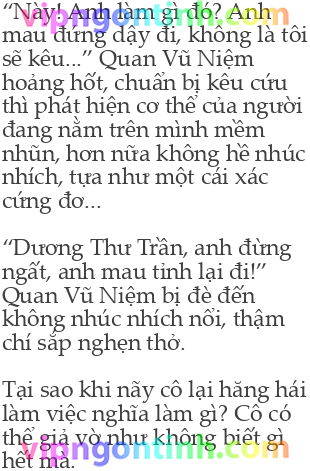 “Này! Anh làm gì đó? Anh
mau đứng dậy đi, không là tôi
sẽ kêu...” Quan Vũ Niệm
hoảng hốt, chuẩn bị kêu cứu
thì phát hiện cơ thể của người
đang nằm trên mình mềm
nhũn, hơn nữa không hề nhúc
nhích, tựa như một cái xác
cứng đơ...
“Dương Thư Trần, anh đừng
ngất, anh mau tỉnh lại đi!”
Quan Vũ Niệm bị đè đến
không nhúc nhích nổi, thậm
chí sắp nghẹn thở.
Tại sao khi nãy cô lại hăng hái
làm việc nghĩa làm gì? Cô có
thể giả vờ như không biết gì
hết mà.
vipngontinh.com
vipngontinh.com
vipngontinh.com